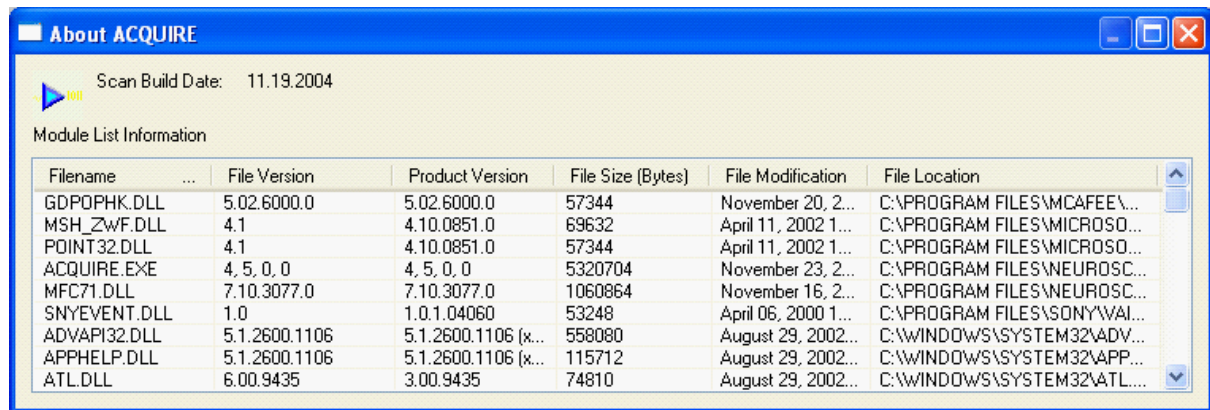 About ACQUIRE
Scan Build Date: 11.19.2004
Module List Information
Filename ... File Version Product Version File Size (Bytes) File Modification File Location
GDPOPHK.DLL 5.02.6000.0 5.02.6000.0 57344 November 20, 2... C:\PROGRAM FILES\MCAFEE\...
MSH_ZWF.DLL 4.1 4.10.0851.0 69632 April 11, 2002 1... C:\PROGRAM FILES\MICROSO...
POINT32.DLL 4.1 4.10.0851.0 57344 April 11, 2002 1... C:\PROGRAM FILES\MICROSO...
ACQUIRE.EXE 4, 5, 0, 0 4, 5, 0, 0 5320704 November 23, 2... C:\PROGRAM FILES\NEUROSC...
MFC71.DLL 7.10.3077.0 7.10.3077.0 1060864 November 16, 2... C:\PROGRAM FILES\NEUROSC...
SNYEVENT.DLL 1.0 1.0.1.04060 53248 April 06, 2000 1... C:\PROGRAM FILES\SONY\VAI...
ADVAPI32.DLL 5.1.2600.1106 5.1.2600.1106 (x... 558080 August 29, 2002... C:\WINDOWS\SYSTEM32\ADV...
APPHELP.DLL 5.1.2600.1106 5.1.2600.1106 (x... 115712 August 29, 2002... C:\WINDOWS\SYSTEM32\APP...
ATL.DLL 6.00.9435 3.00.9435 74810 August 29, 2002... C:\WINDOWS\SYSTEM32\ATL....